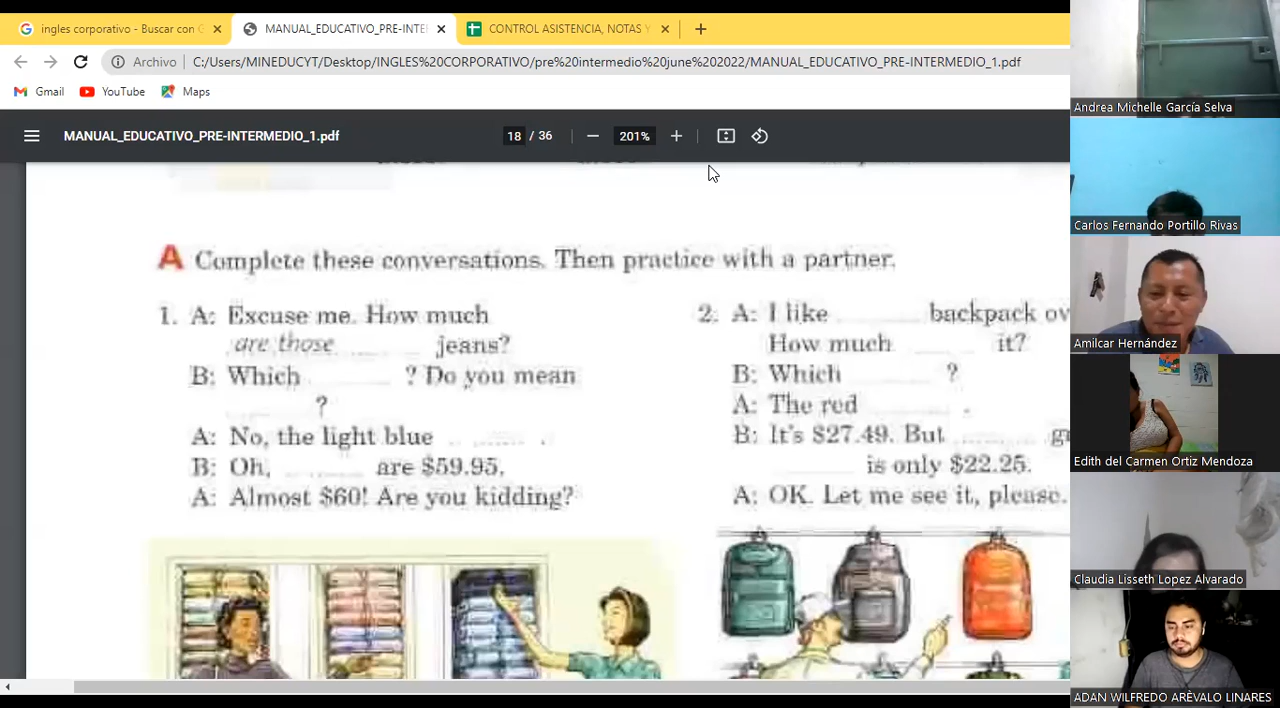 ingles corporativo - Buscar con G
MANUAL_EDUCATIVO_PRE-INTER
CONTROL ASISTENCIA, NOTAS Y
Archivo
C:/Users/MINEDUCYT/Desktop/INGLES%20CORPORATIVO/pre%20intermedio%20june%202022/MANUAL_EDUCATIVO_PRE-INTERMEDIO_1.pdf
Gmail
YouTube
Maps
MANUAL_EDUCATIVO_PRE-INTERMEDIO_1.pdf
18 / 36
201%
A Complete these conversations. Then practice with a partner.
1. A: Excuse me. How much
are those jeans?
B: Which ? Do you mean
?
A: No, the light blue .
B: Oh, are $59.95.
A: Almost $60! Are you kidding?
2. A: I like backpack ov
How much it?
B: Which ?
A: The red .
B: It's $27.49. But
is only $22.25.
A: OK. Let me see it, please.
Andrea Michelle García Selva
Carlos Fernando Portillo Rivas
Amilcar Hernández
Edith del Carmen Ortiz Mendoza
Claudia Lisseth Lopez Alvarado
ADAN WILFREDO ARÉVALO LINARES